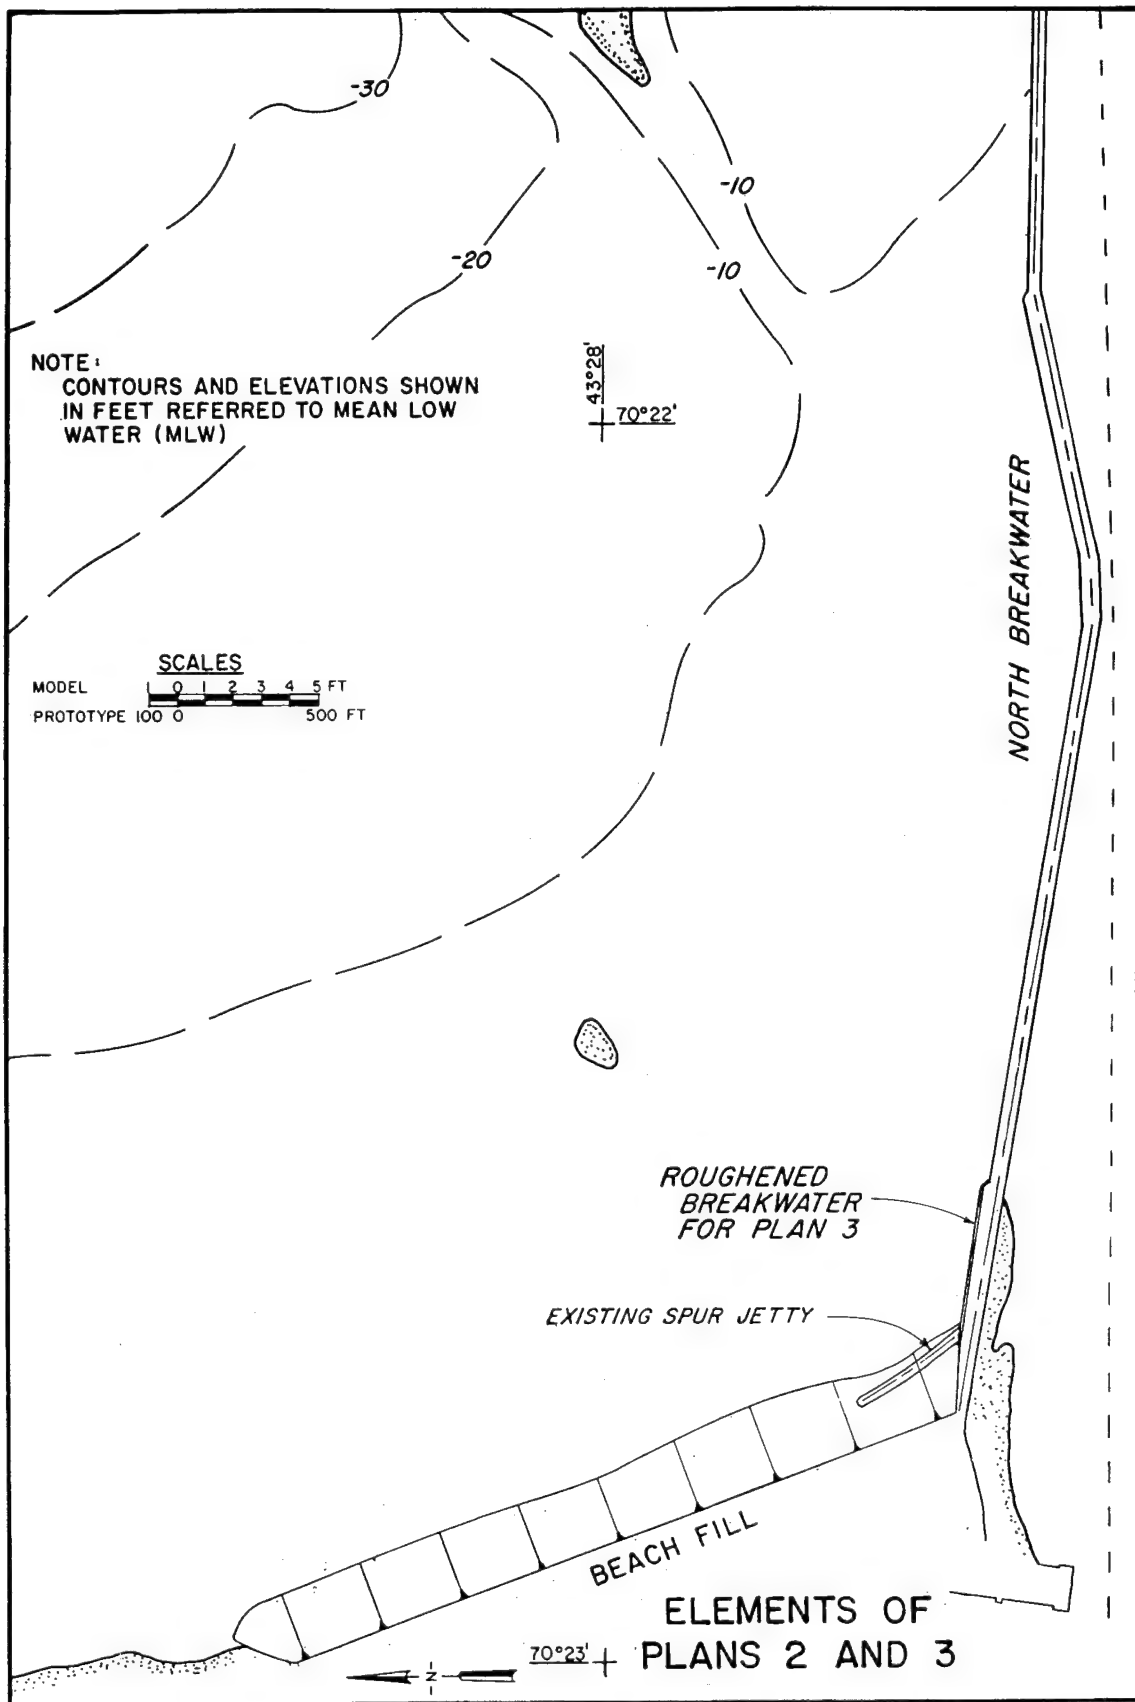 -30
-10
-20
-10
NOTE:
CONTOURS AND ELEVATIONS SHOWN
IN FEET REFERRED TO MEAN LOW
WATER (MLW)
43°28'
70°22'
NORTH BREAKWATER
SCALES
MODEL 1 0 1 2 3 4 5 FT
PROTOTYPE 100 0 500 FT
ROUGHENED
BREAKWATER
FOR PLAN 3
EXISTING SPUR JETTY
BEACH FILL
ELEMENTS OF
PLANS 2 AND 3
70°23'
N